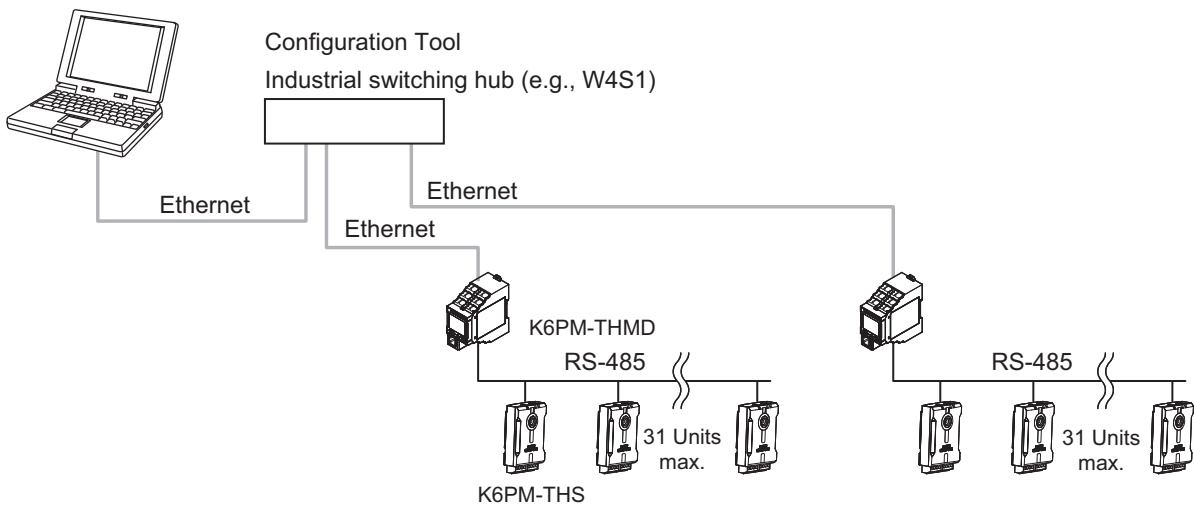 Configuration Tool
Industrial switching hub (e.g., W4S1)
Ethernet
Ethernet
Ethernet
K6PM-THMD
RS-485
RS-485
31 Units
max.
31 Units
max.
K6PM-THS